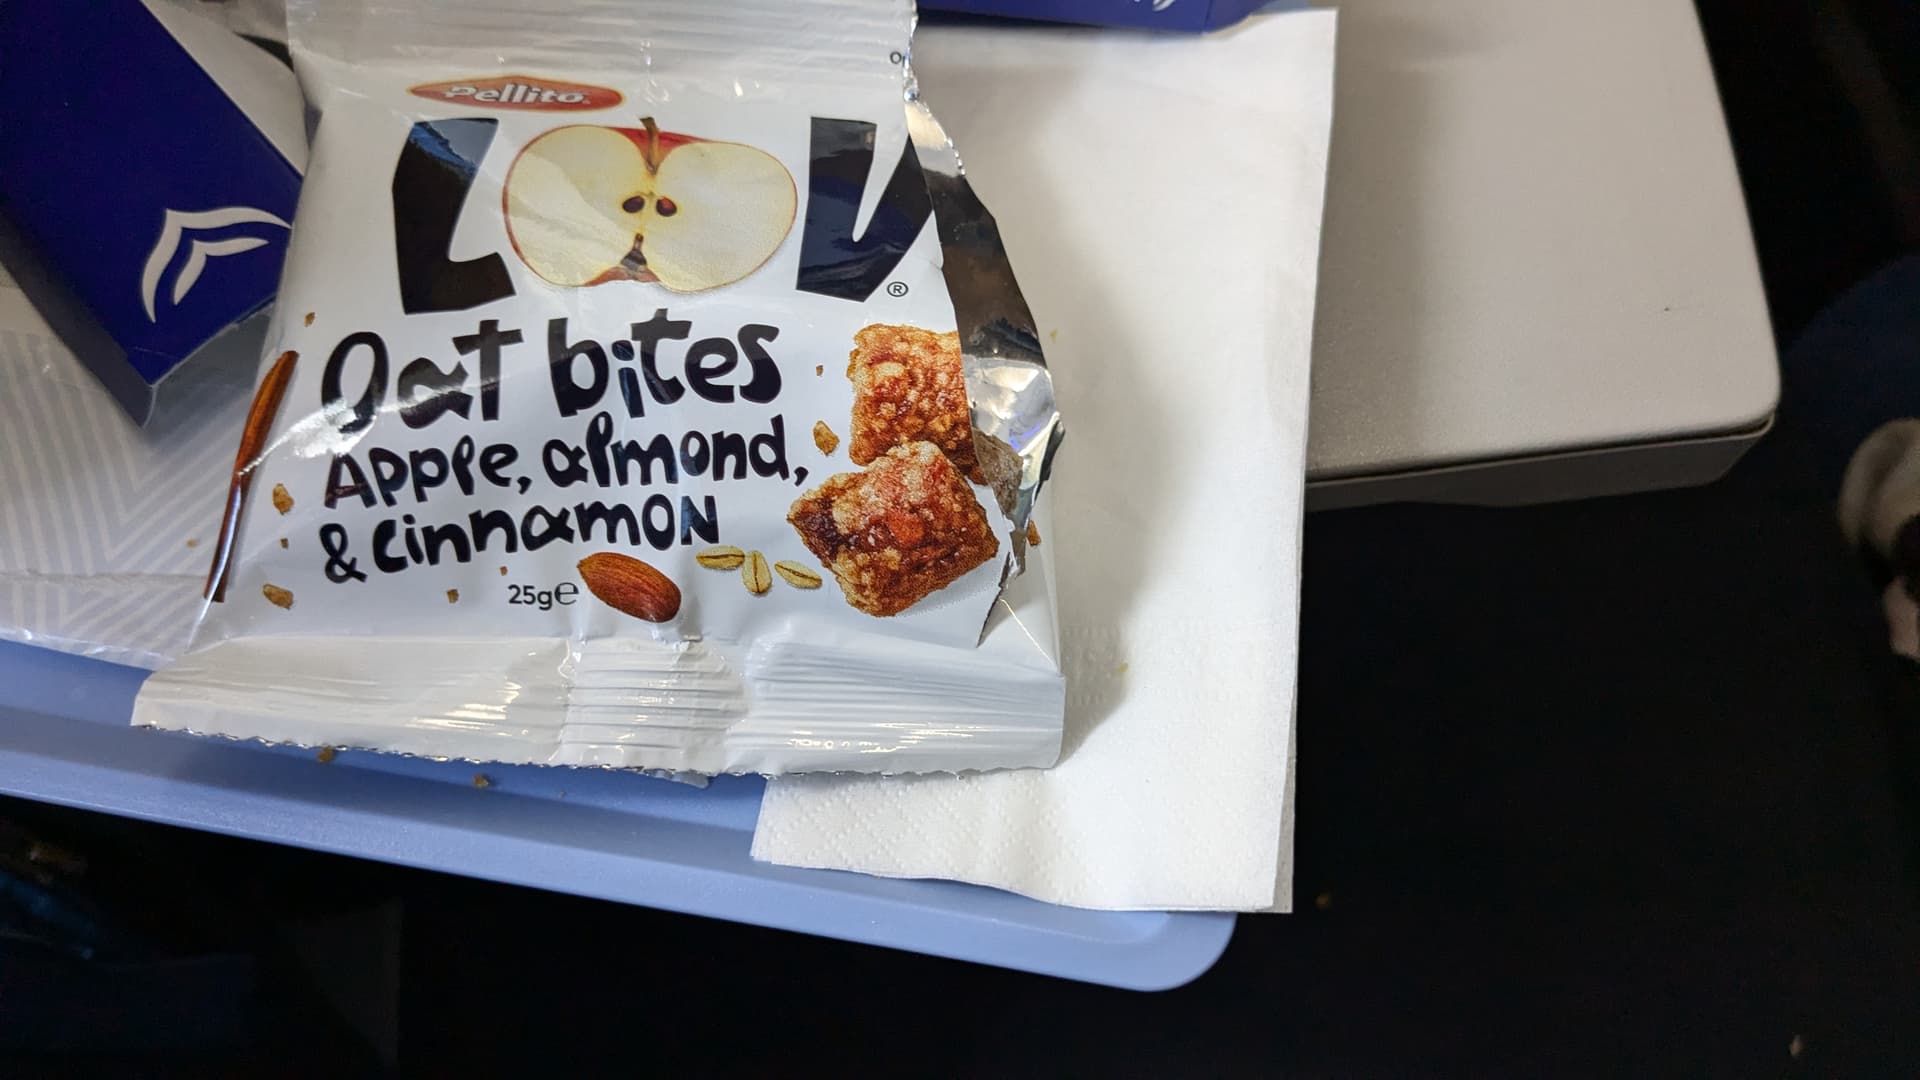 Pellito
LOV
®
Oat bites
Apple, almond,
& cinnamon
25g℮